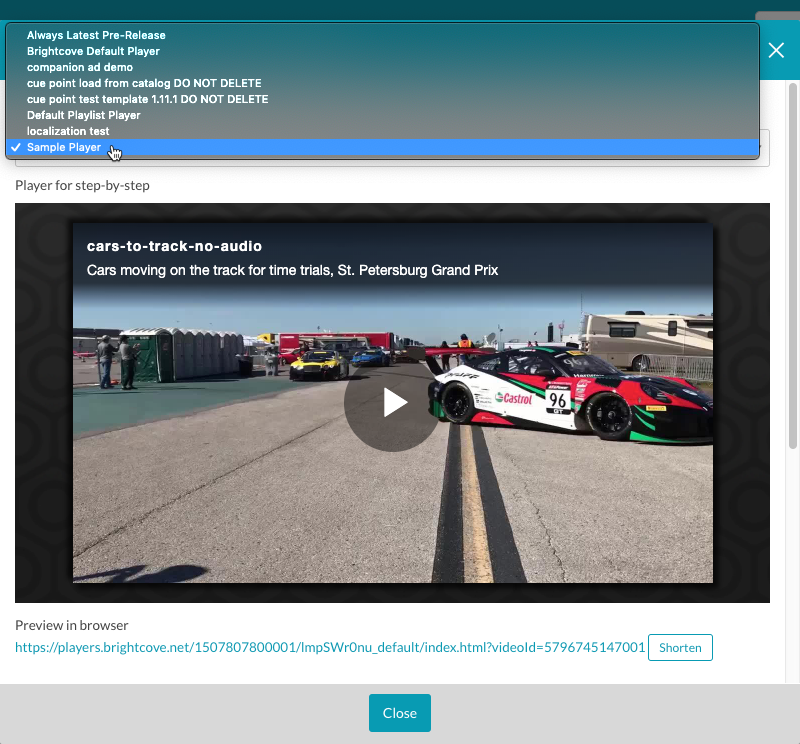 Always Latest Pre-Release
Brightcove Default Player
companion ad demo
cue point load from catalog DO NOT DELETE
cue point test template 1.11.1 DO NOT DELETE
Default Playlist Player
localization test
Sample Player
Player for step-by-step
cars-to-track-no-audio
Cars moving on the track for time trials, St. Petersburg Grand Prix
Castrol
96
GT
Preview in browser
https://players.brightcove.net/1507807800001/lmpSWr0nu_default/index.html?videoId=5796745147001
Shorten
Close